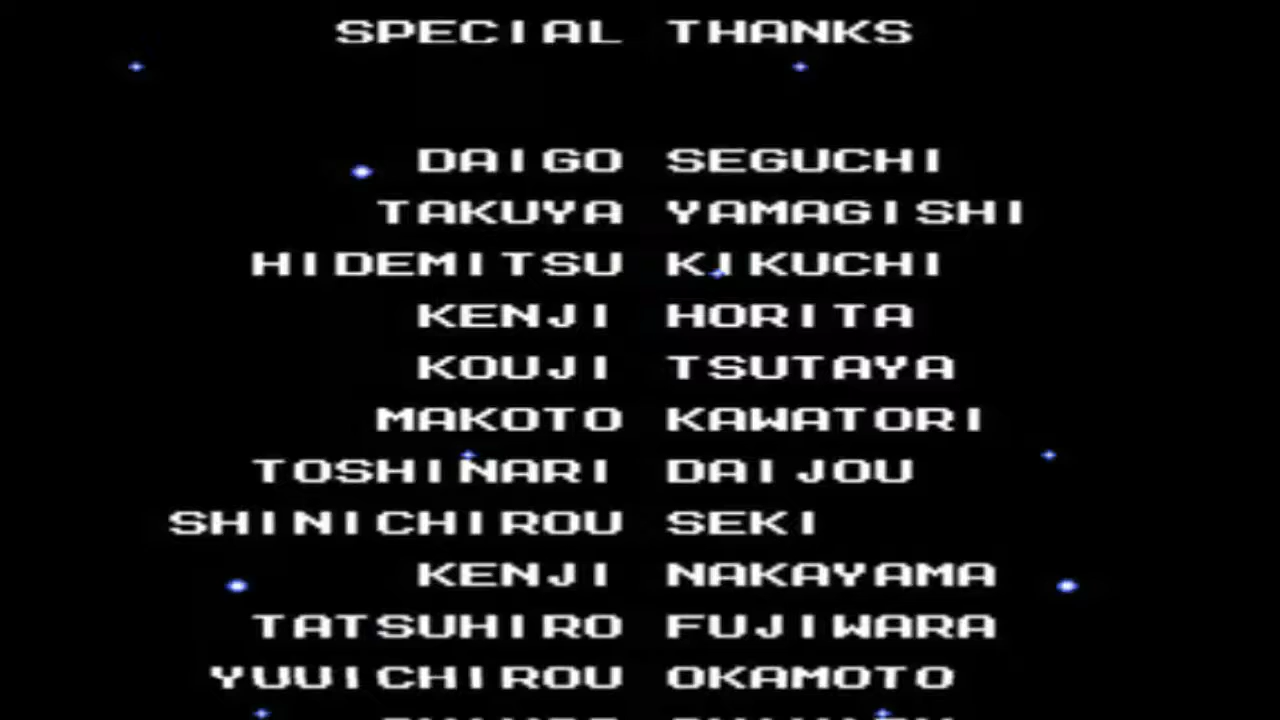 SPECIAL THANKS
DAIGO SEGUCHI
TAKUYA YAMAGISHI
HIDEMITSU KIKUCHI
KENJI HORITA
KOUJI TSUTAYA
MAKOTO KAWATORI
TOSHINARI DAIJOU
SHINICHIROU SEKI
KENJI NAKAYAMA
TATSUHIRO FUJIWARA
YUUICHIROU OKAMOTO